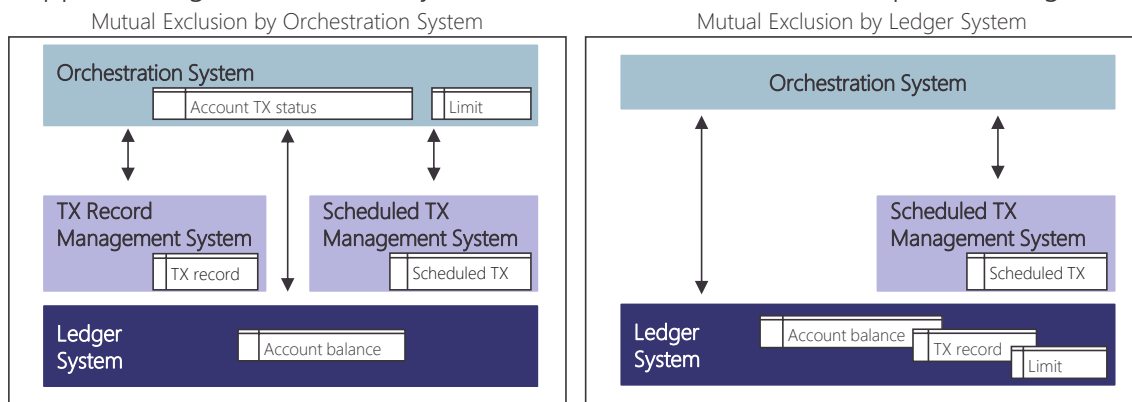 Mutual Exclusion by Orchestration System
Orchestration System
Account TX status
Limit
TX Record
Management System
TX record
Scheduled TX
Management System
Scheduled TX
Ledger
System
Account balance
Mutual Exclusion by Ledger System
Orchestration System
Scheduled TX
Management System
Scheduled TX
Ledger
System
Account balance
TX record
Limit